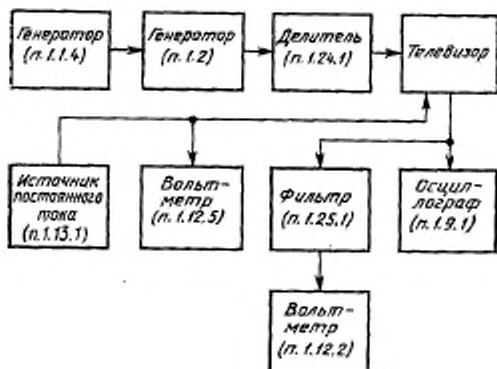 Генератор
(п. 1.1.4)
Генератор
(п. 1.2)
Делитель
(п. 1.24.1)
Телевизор
Источник
постоянного
тока
(п.1.13.1)
Вольт-
метр
(п. 1.12.5)
Фильтр
(п. 1.25.1)
Осцил-
лограф
(п. 1.9.1)
Вольт-
метр
(п. 1.12.2)